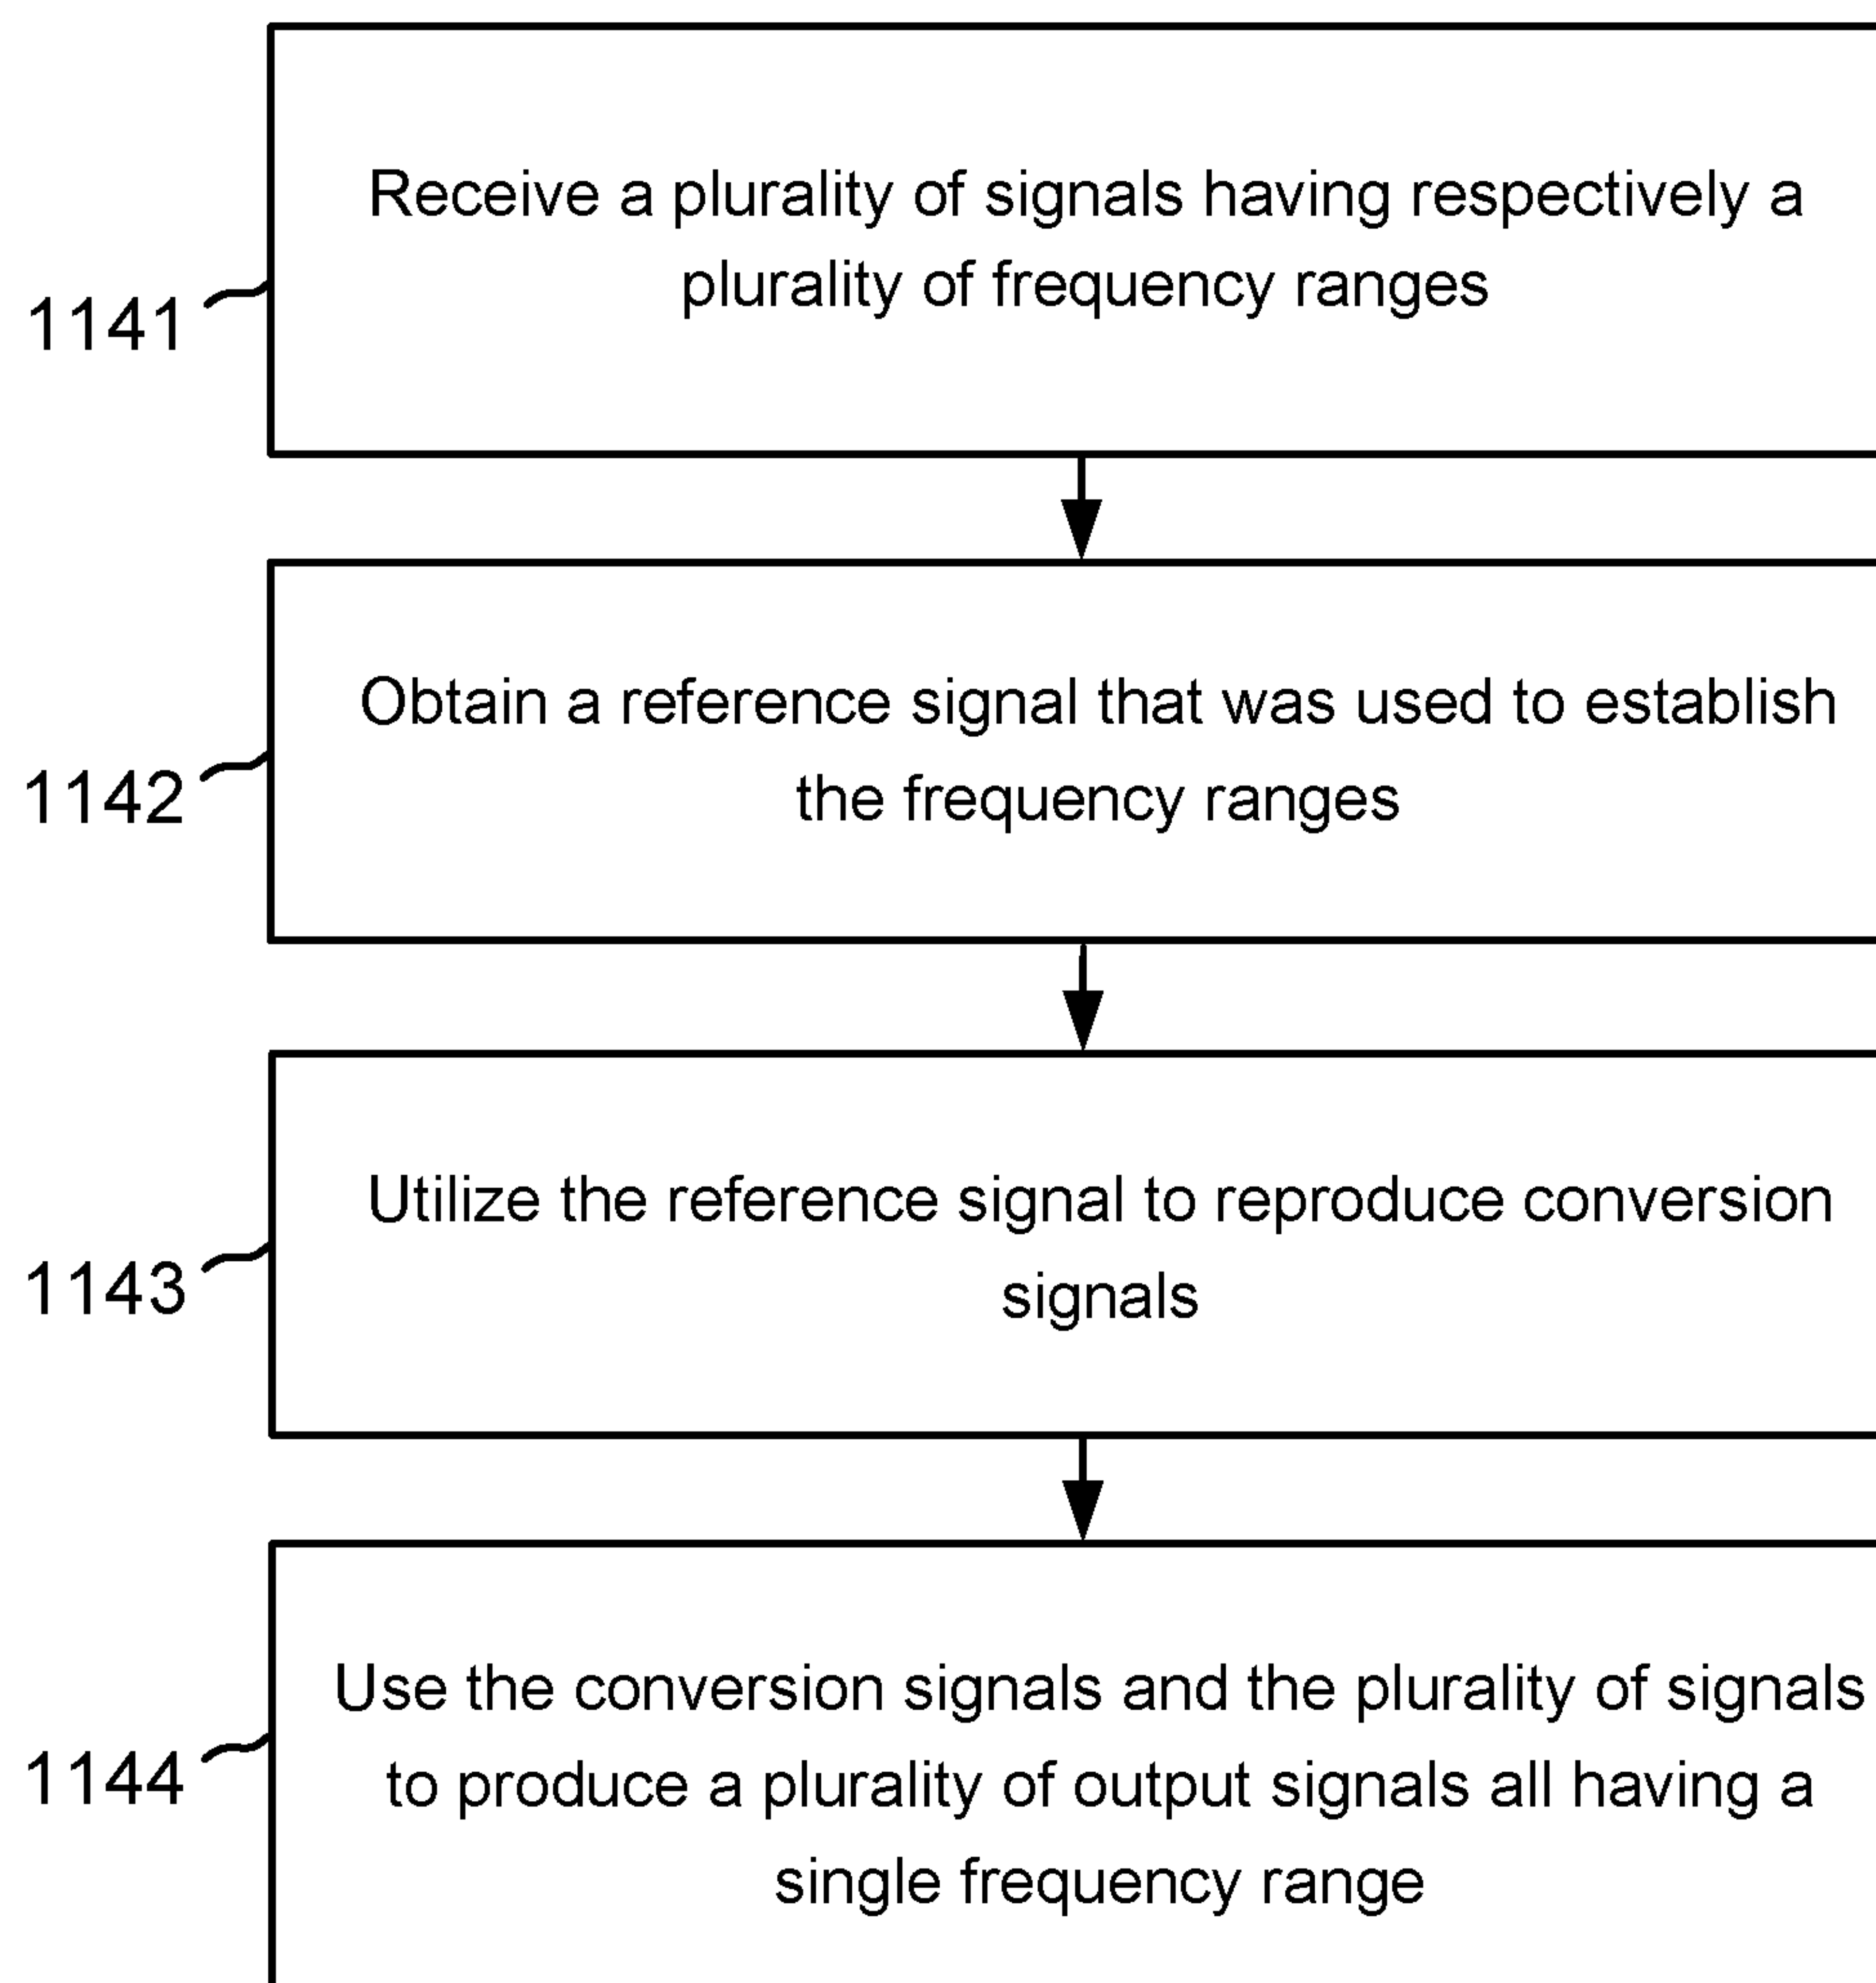 Receive a plurality of signals having respectively a
plurality of frequency ranges
1141
Obtain a reference signal that was used to establish
the frequency ranges
1142
Utilize the reference signal to reproduce conversion
signals
1143
Use the conversion signals and the plurality of signals
to produce a plurality of output signals all having a
single frequency range
1144